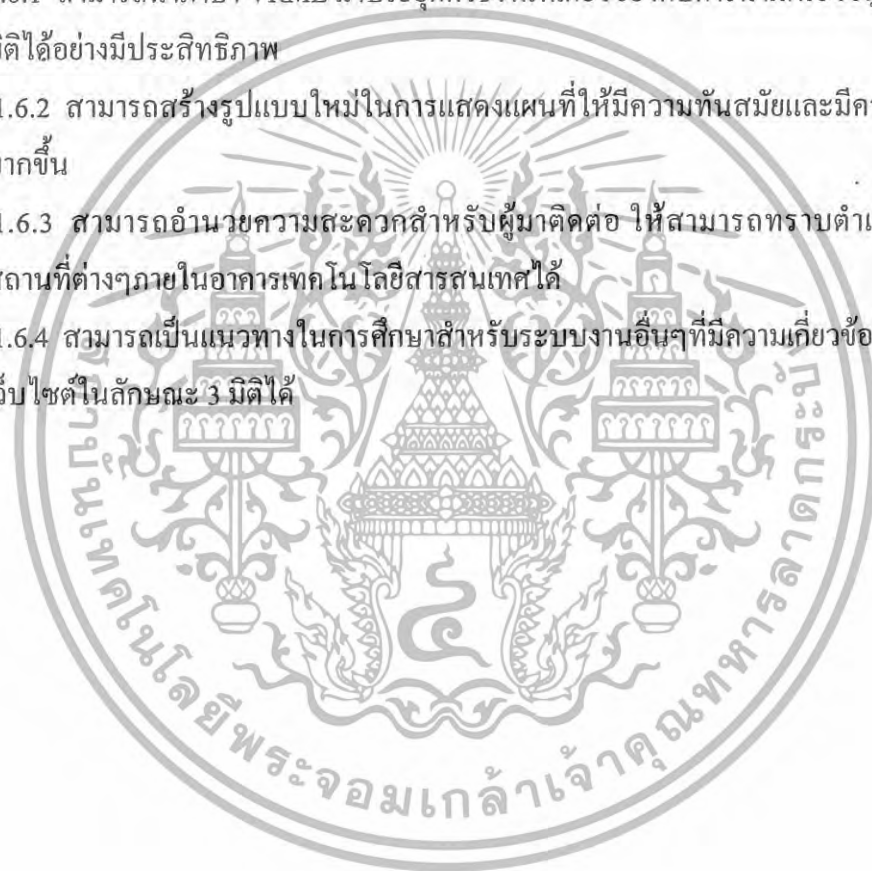 มิติได้อย่างมีประสิทธิภาพ
1.6.2 สามารถสร้างรูปแบบใหม่ในการแสดงแผนที่ให้มีความทันสมัยและมี
มากขึ้น
1.6.3 สามารถอำนวยความสะดวกสำหรับผู้มาติดต่อ ให้สามารถทราบ
สถานที่ต่างๆภายในอาคารเทคโนโลยีสารสนเทศได้
1.6.4 สามารถเป็นแนวทางในการศึกษาสำหรับระบบงานอื่นๆที่มีความ
เว็บไซต์ในลักษณะ 3 มิติได้
สถาบันเทคโนโลยีพระจอมเกล้าเจ้าคุณทหารลาดกระบัง